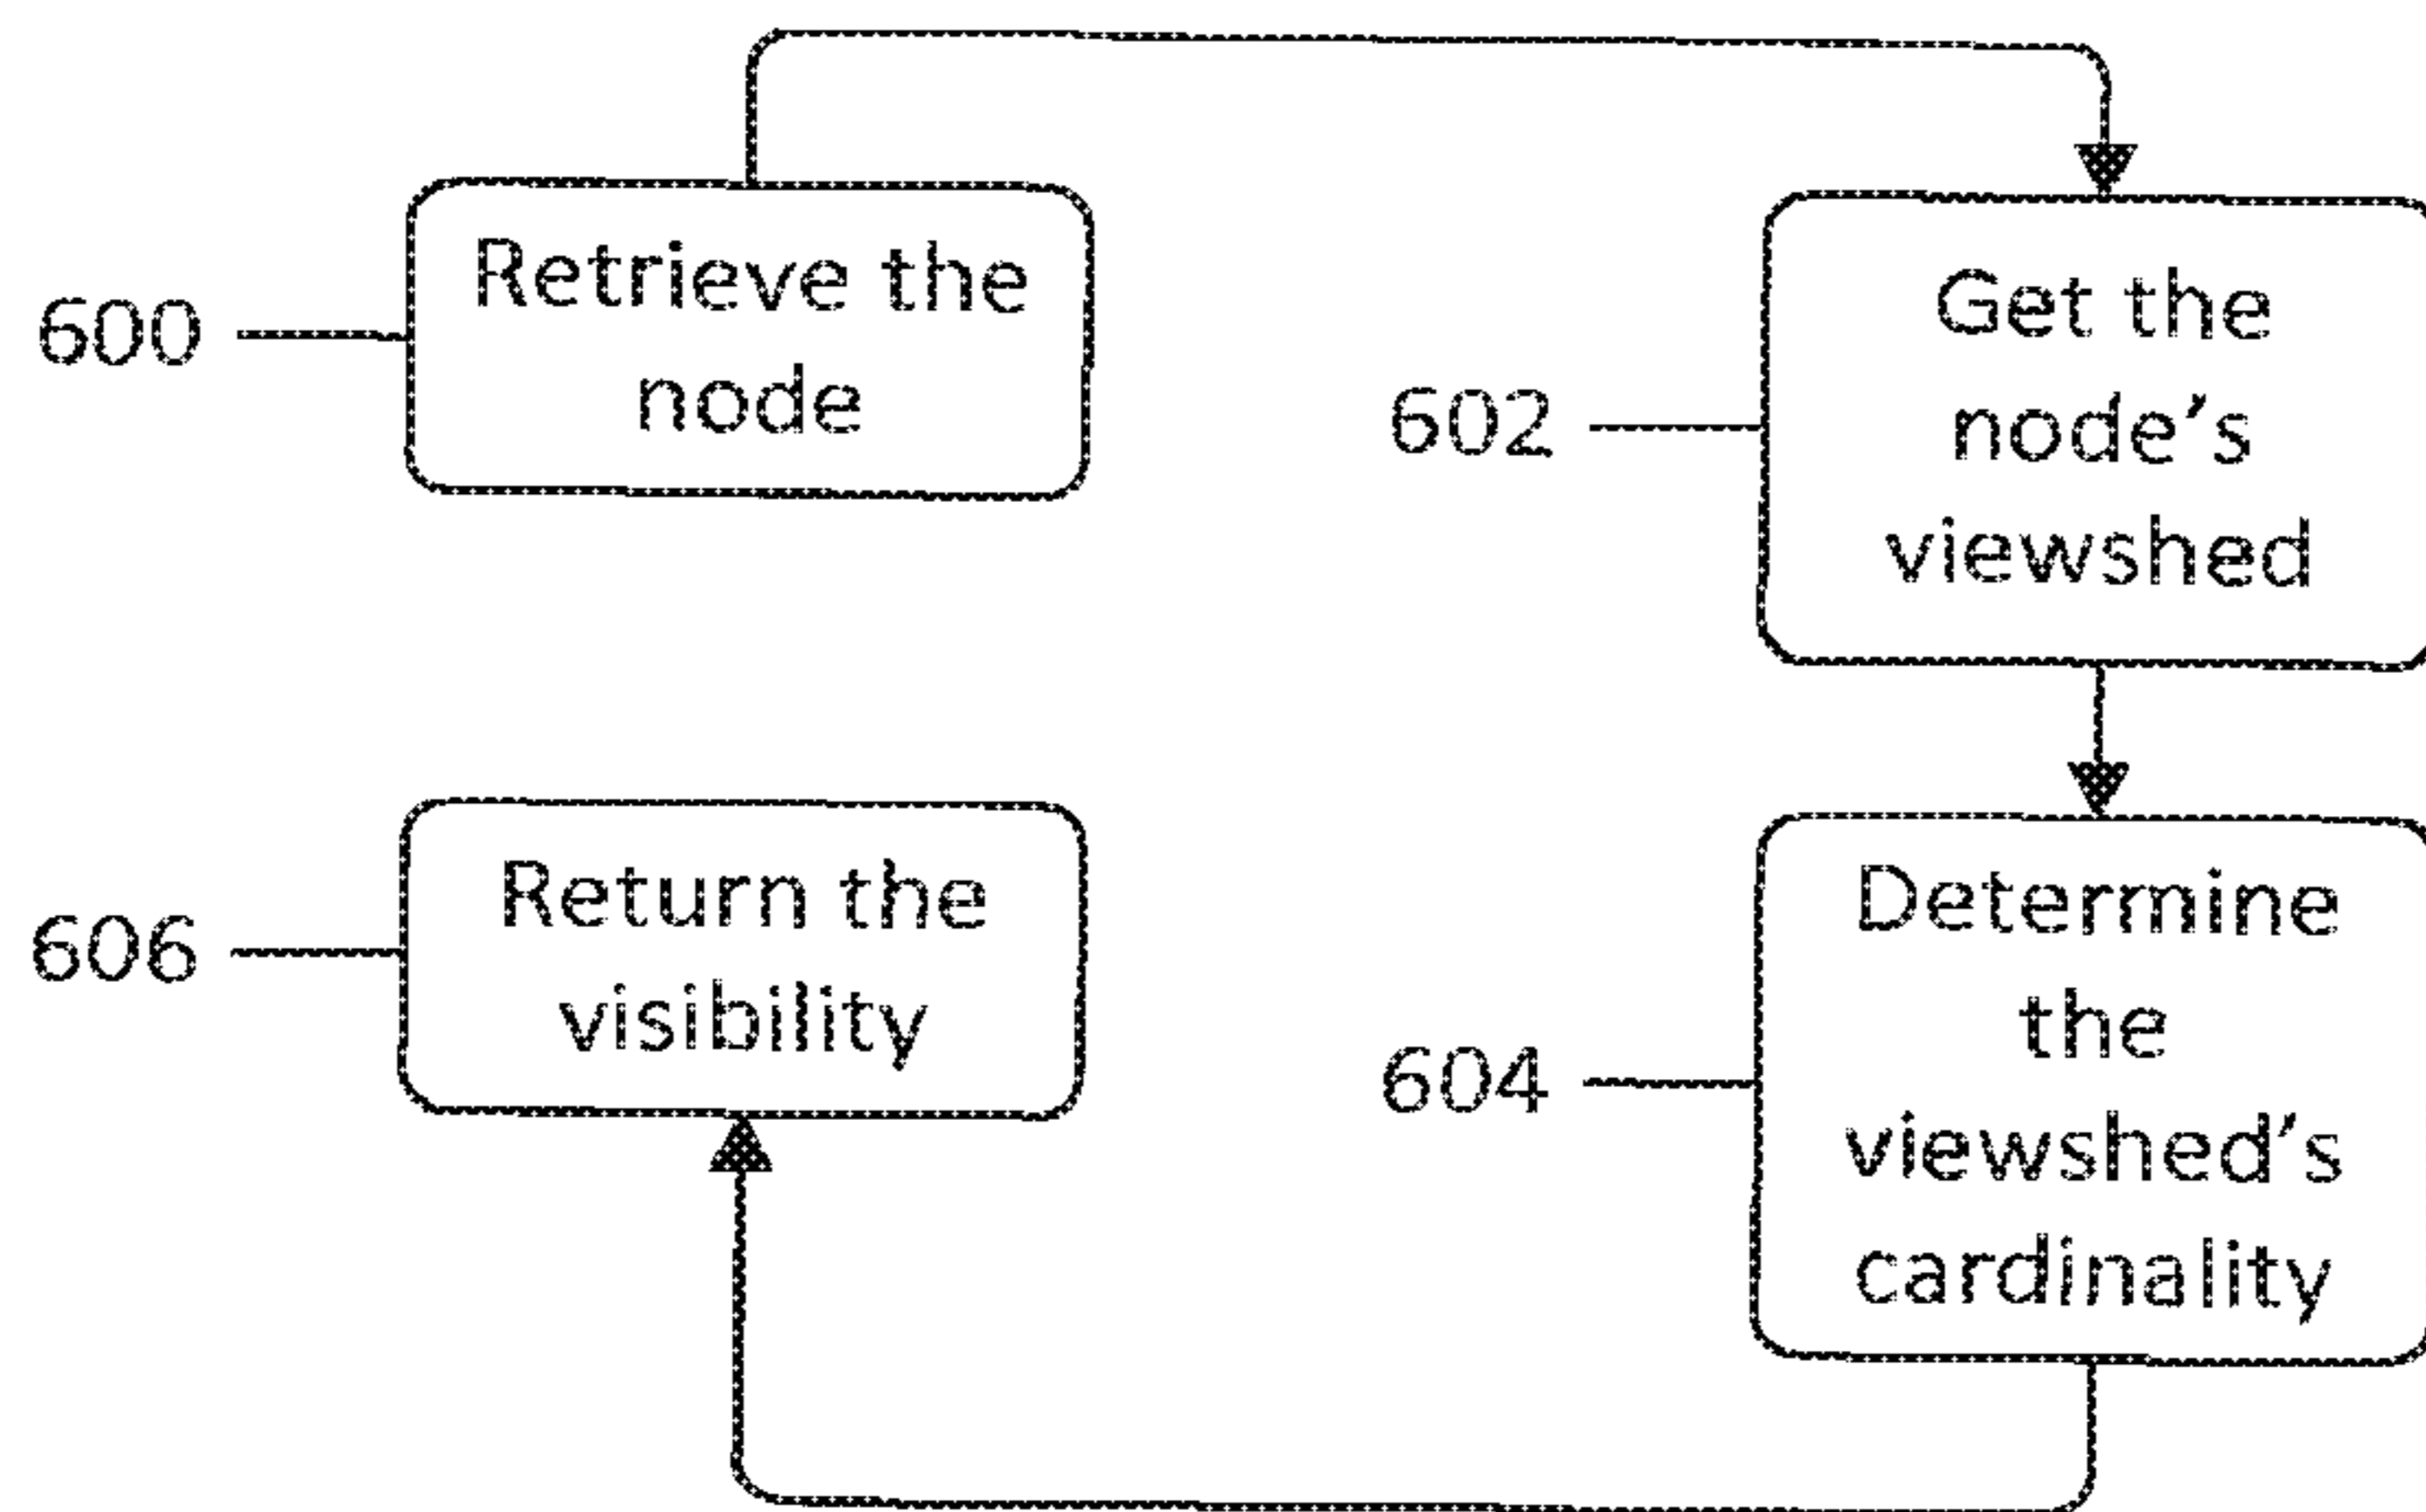 600
Retrieve the
node
602
Get the
node's
viewshed
604
Determine
the
viewshed's
cardinality
606
Return the
visibility